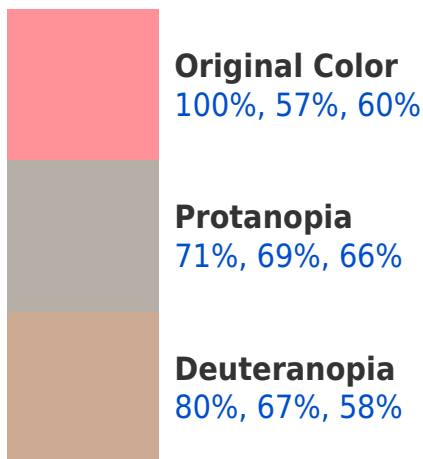 Original Color
100%, 57%, 60%
Protanopia
71%, 69%, 66%
Deuteranopia
80%, 67%, 58%